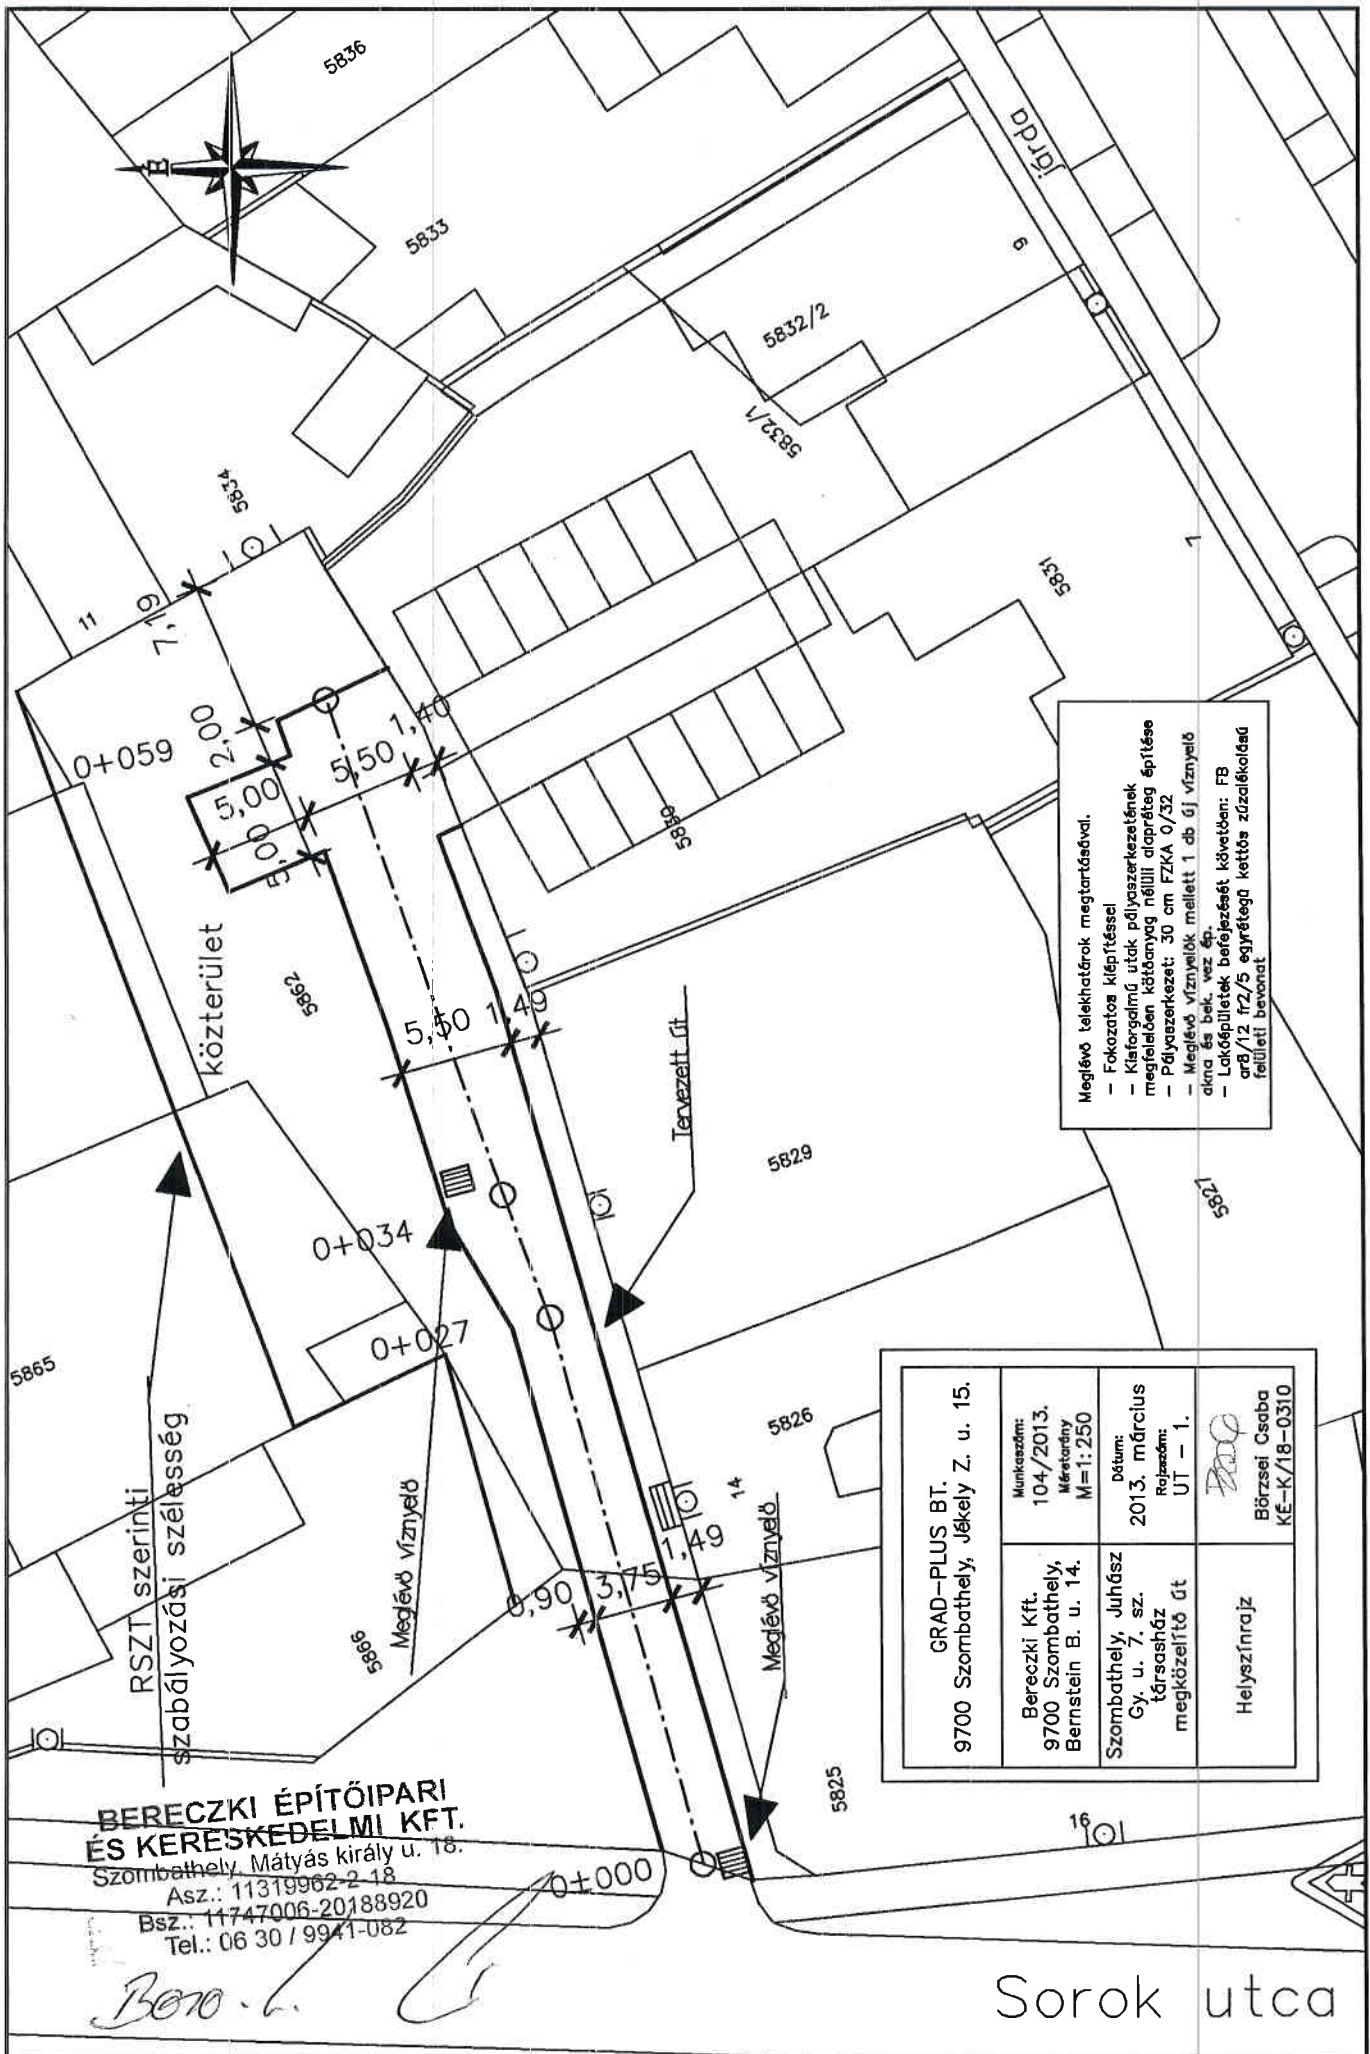 5836
É
járda
5833
6
5832/2
5832/1
5834
11
7,19
5831
7
2,00
1,40
0+059
5,50
5,00
5,00
5830
közterület
5862
5,50
1,49
Tervezett út
Meglévő telekhatárok megtartásával.
- Fokozatos kiépítéssel
- Kisforgalmú utak pályaszerkezetének
megfelelően kötőanyag nélüli alapréteg építése
- Pályaszerkezet: 30 cm FZKA 0/32
- Meglévő víznyelők mellett 1 db új víznyelő
akna és bek. vez ép.
- Lakóépületek befejezését követően: FB
ar8/12 fr2/5 egyrétegű kettős zúzalékolású
felületi bevonat
5829
5827
0+034
0+027
5865
RSZT szerinti
szabályozási szélesség
Meglévő víznyelő
5826
14
0,90
3,75
1,49
5866
Meglévő víznyelő
GRAD-PLUS BT.
9700 Szombathely, Jékely Z. u. 15.
Bereczki Kft.
9700 Szombathely,
Bernstein B. u. 14.
Munkaszám:
104/2013.
Méretarány
M=1:250
Szombathely, Juhász
Gy. u. 7. sz.
társasház
megközelítő út
Dátum:
2013. március
Rajzszám:
UT - 1.
Helyszínrajz
Börzsei Csaba
KÉ-K/18-0310
5825
16
BERECZKI ÉPÍTŐIPARI
ÉS KERESKEDELMI KFT.
Szombathely, Mátyás király u. 18.
Asz.: 11319962-2-18
Bsz.: 11747006-20188920
Tel.: 06 30 / 9941-082
0±000
Sorok utca